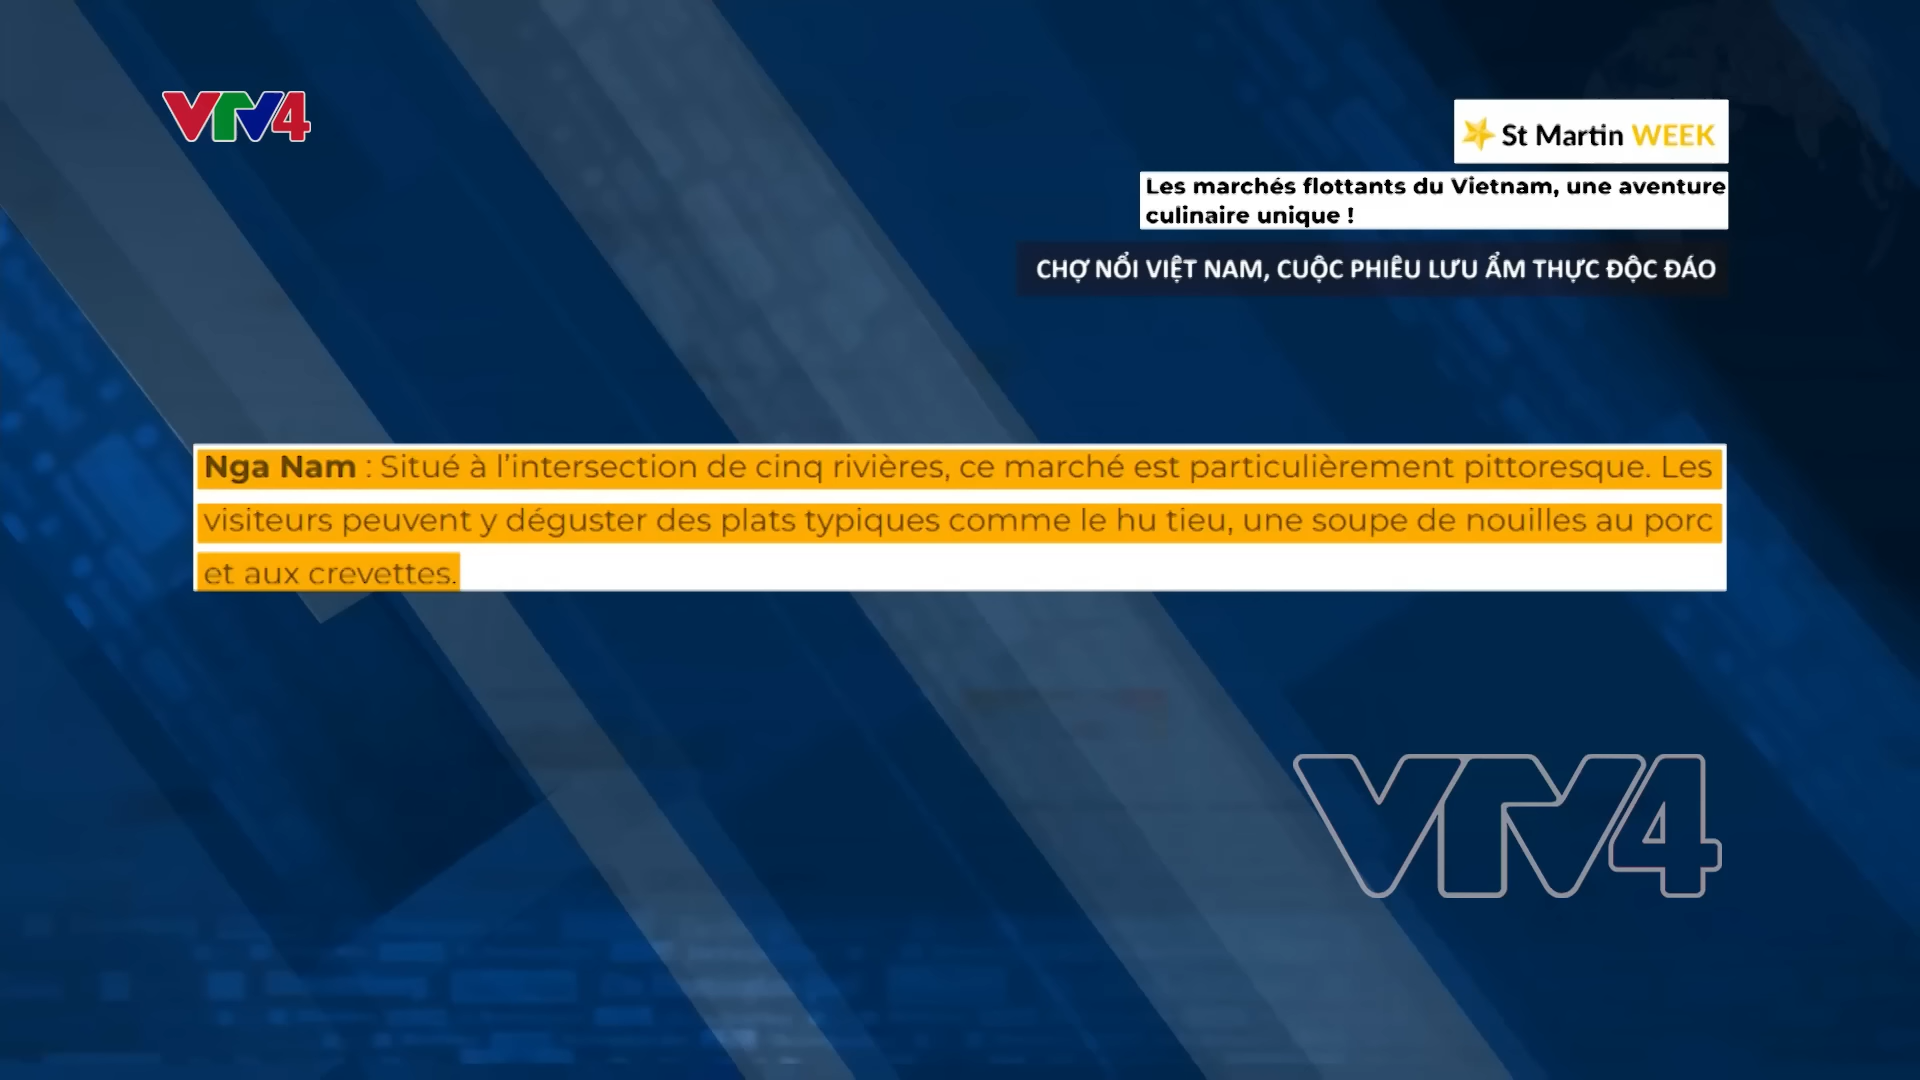 VTV4
St Martin WEEK
Les marchés flottants du Vietnam, une aventure
culinaire unique !
CHỢ NỔI VIỆT NAM, CUỘC PHIÊU LƯU ẨM THỰC ĐỘC ĐÁO
Nga Nam : Situé à l’intersection de cinq rivières, ce marché est particulièrement pittoresque. Les
visiteurs peuvent y déguster des plats typiques comme le hu tieu, une soupe de nouilles au porc
et aux crevettes.
VTV4